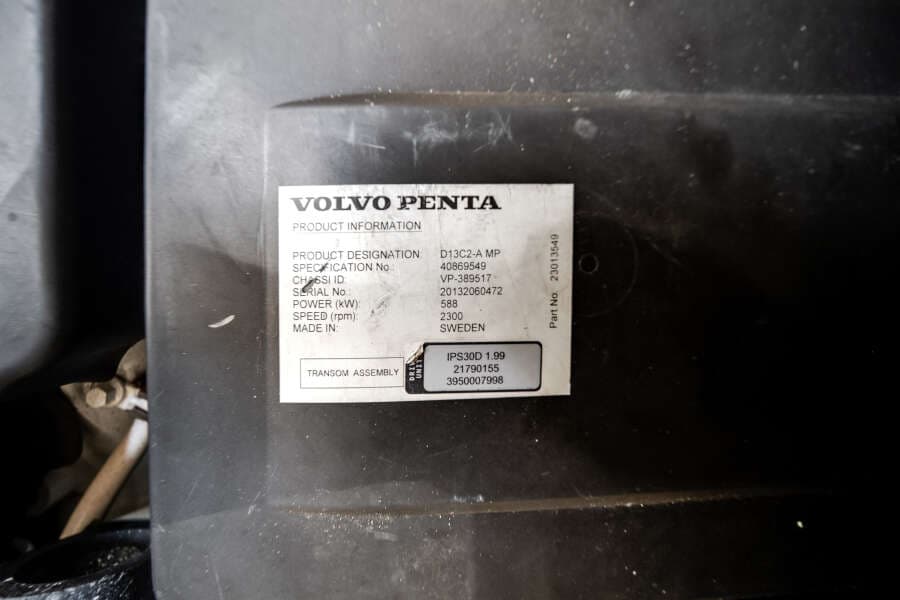 VOLVO PENTA
PRODUCT INFORMATION
PRODUCT DESIGNATION: D13C2-A MP
SPECIFICATION No.: 40869549
CHASSI ID: VP-389517
SERIAL No.: 20132060472
POWER (kW): 588
SPEED (rpm): 2300
MADE IN: SWEDEN
Part No. 23013549
TRANSOM ASSEMBLY
UNIT
IPS30D 1.99
21790155
3950007998